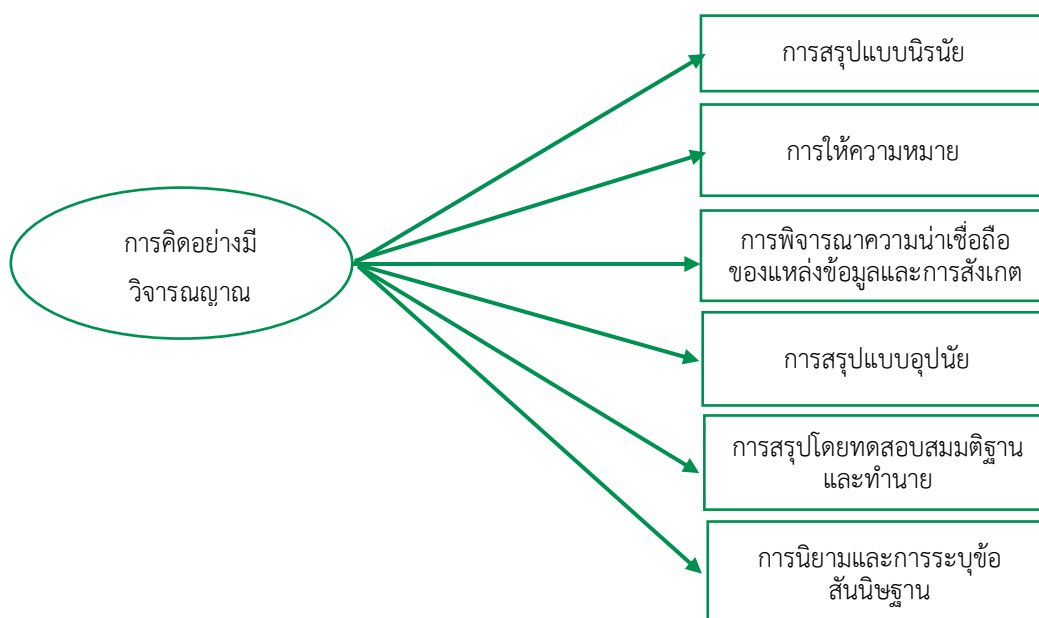 การสรุปแบบนิรนัย
การให้ความหมาย
การคิดอย่างมี
วิจารณญาณ
การพิจารณาความน่าเชื่อถือ
ของแหล่งข้อมูลและการสังเกต
การสรุปแบบอุปนัย
การสรุปโดยทดสอบสมมติฐาน
และทำนาย
การนิยามและการระบุข้อ
สันนิษฐาน